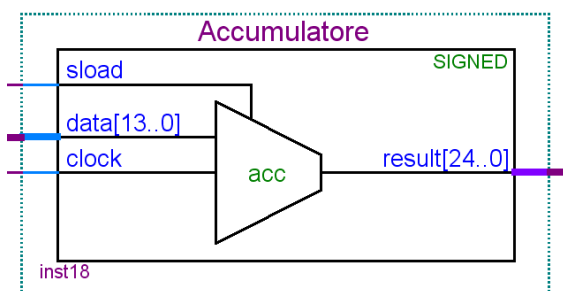 Accumulatore
SIGNED
sload
data[13..0]
clock
acc
result[24..0]
inst18